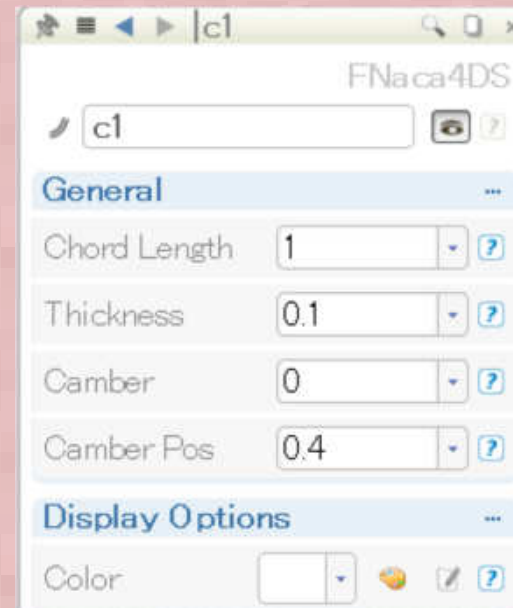 c1
FNaca4DS
c1
General ...
Chord Length 1 ?
Thickness 0.1 ?
Camber 0 ?
Camber Pos 0.4 ?
Display Options ...
Color ?